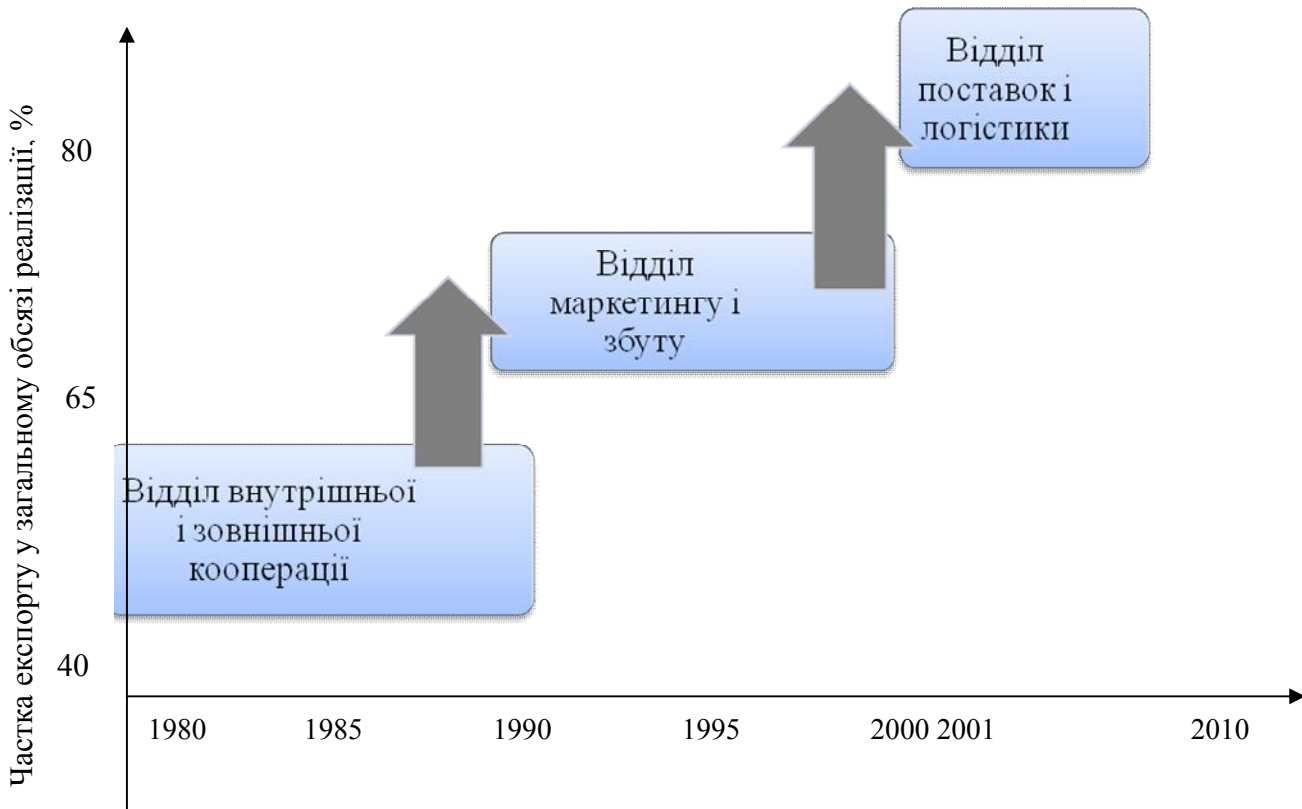 Частка експорту у загальному обсязі реалізації, %
80
65
40
Відділ
поставок і
логістики
Відділ
маркетингу і
збуту
Відділ внутрішньої
і зовнішньої
кооперації
1980 1985 1990 1995 2000 2001 2010